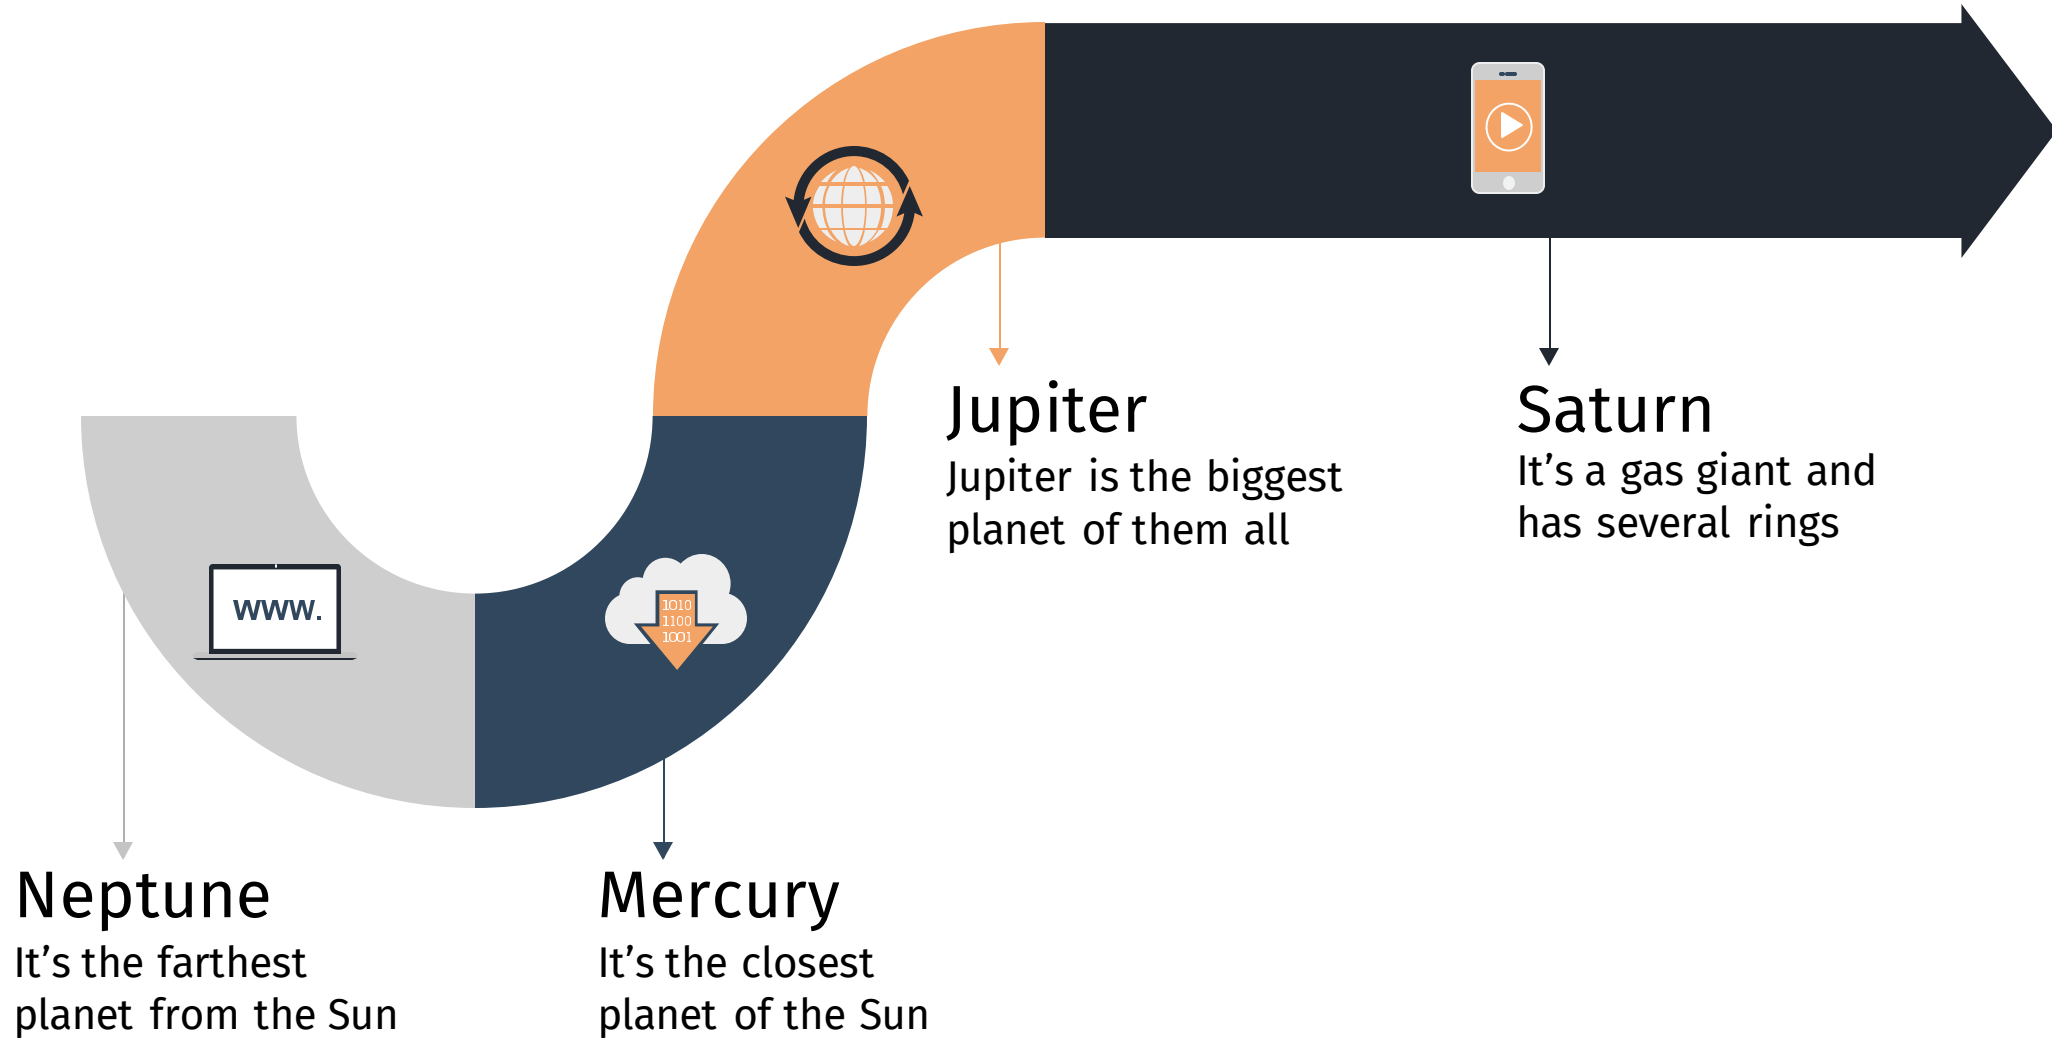 www.
1010
1100
1001
Jupiter
Jupiter is the biggest
planet of them all
Saturn
It’s a gas giant and
has several rings
Neptune
It’s the farthest
planet from the Sun
Mercury
It’s the closest
planet of the Sun